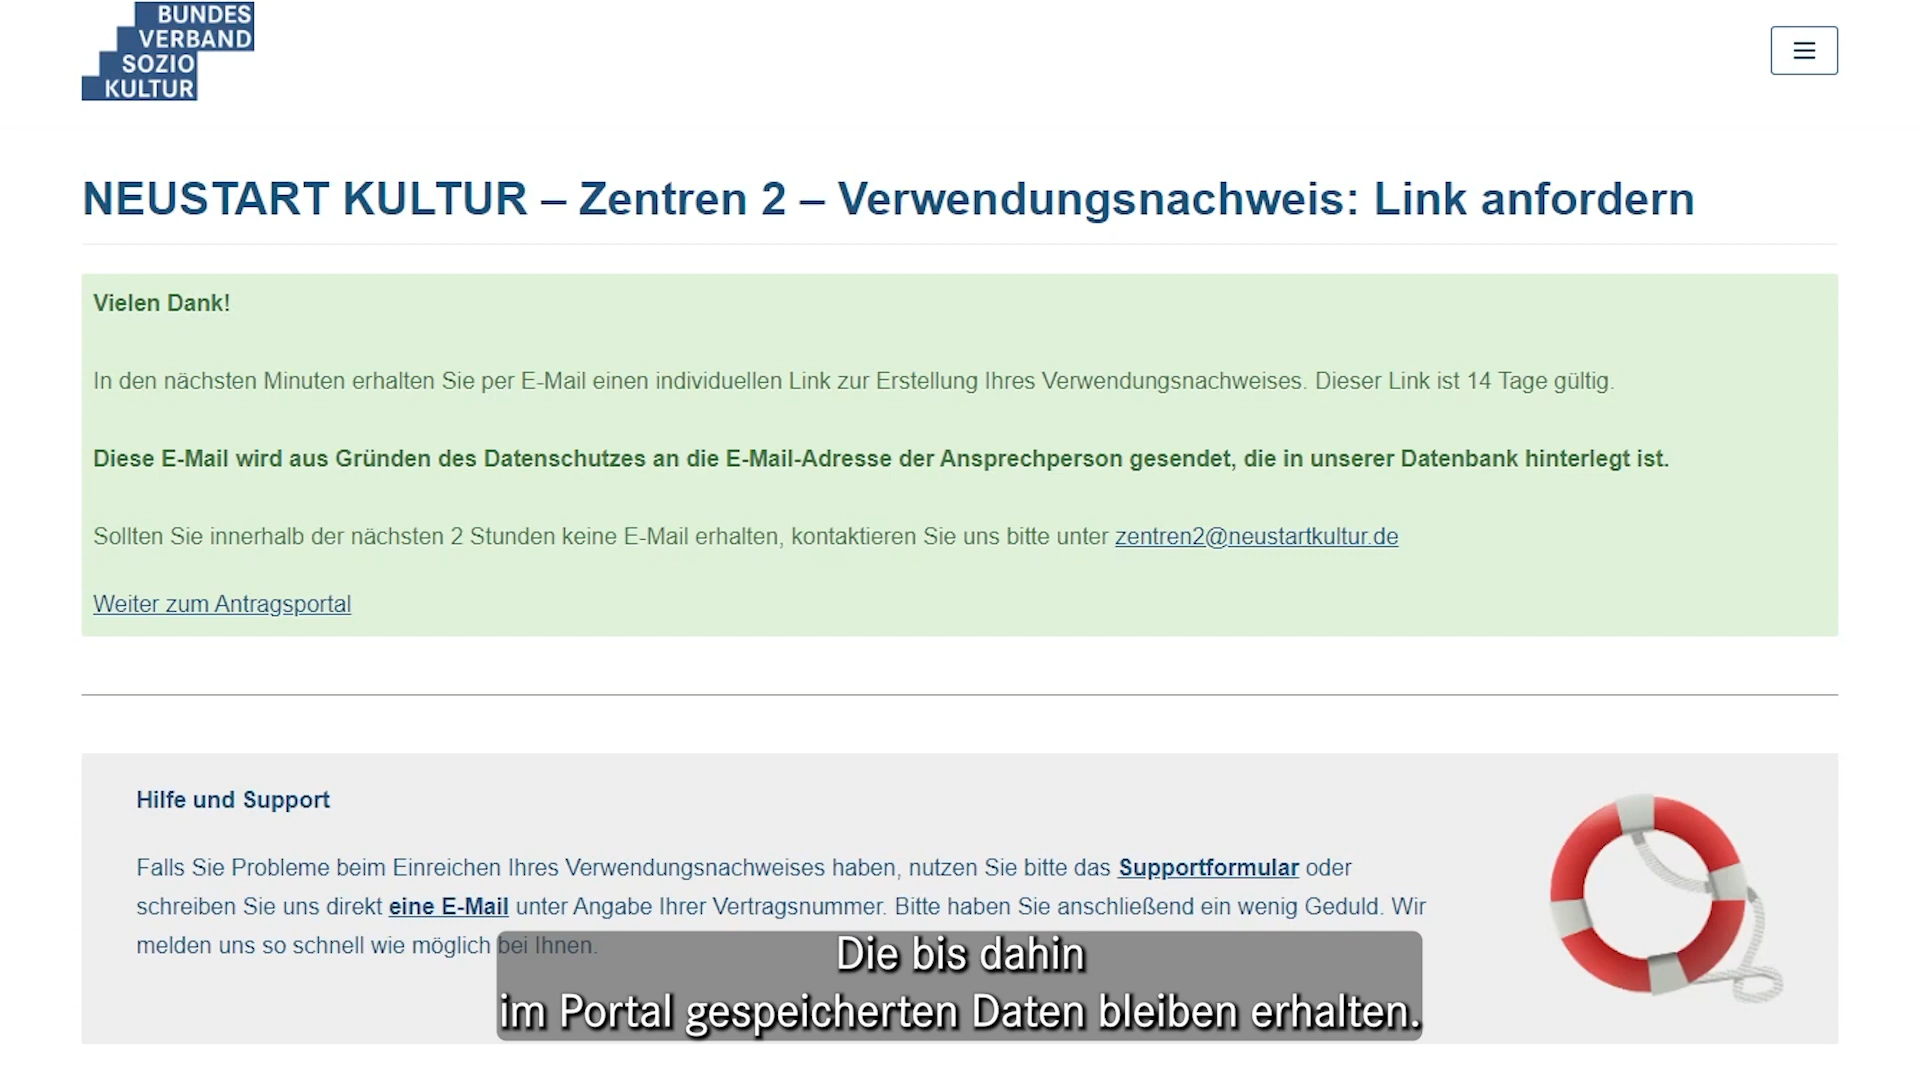 BUNDES
VERBAND
SOZIO
KULTUR
NEUSTART KULTUR – Zentren 2 – Verwendungsnachweis: Link anfordern
Vielen Dank!
In den nächsten Minuten erhalten Sie per E-Mail einen individuellen Link zur Erstellung Ihres Verwendungsnachweises. Dieser Link ist 14 Tage gültig.
Diese E-Mail wird aus Gründen des Datenschutzes an die E-Mail-Adresse der Ansprechperson gesendet, die in unserer Datenbank hinterlegt ist.
Sollten Sie innerhalb der nächsten 2 Stunden keine E-Mail erhalten, kontaktieren Sie uns bitte unter zentren2@neustartkultur.de
Weiter zum Antragsportal
Hilfe und Support
Falls Sie Probleme beim Einreichen Ihres Verwendungsnachweises haben, nutzen Sie bitte das Supportformular oder
schreiben Sie uns direkt eine E-Mail unter Angabe Ihrer Vertragsnummer. Bitte haben Sie anschließend ein wenig Geduld. Wir
melden uns so schnell wie möglich bei Ihnen.
Die bis dahin
im Portal gespeicherten Daten bleiben erhalten.